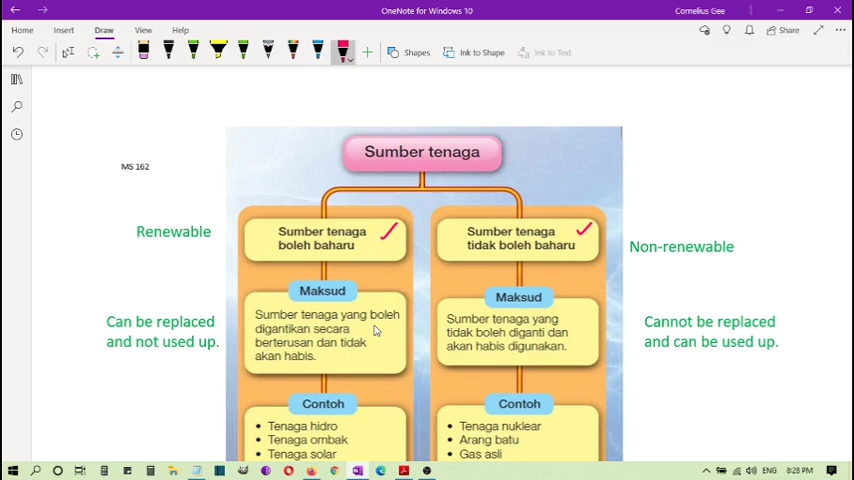 OneNote for Windows 10
Cornelius Gee
Home Insert Draw View Help
Share
Shapes Ink to Shape Ink to Text
MS 162
Sumber tenaga
Renewable
Sumber tenaga
boleh baharu
Sumber tenaga
tidak boleh baharu
Non-renewable
Maksud
Maksud
Can be replaced
and not used up.
Sumber tenaga yang boleh
digantikan secara
berterusan dan tidak
akan habis.
Sumber tenaga yang
tidak boleh diganti dan
akan habis digunakan.
Cannot be replaced
and can be used up.
Contoh
Contoh
• Tenaga hidro
• Tenaga ombak
• Tenaga solar
• Tenaga nuklear
• Arang batu
• Gas asli
ENG 8:28 PM